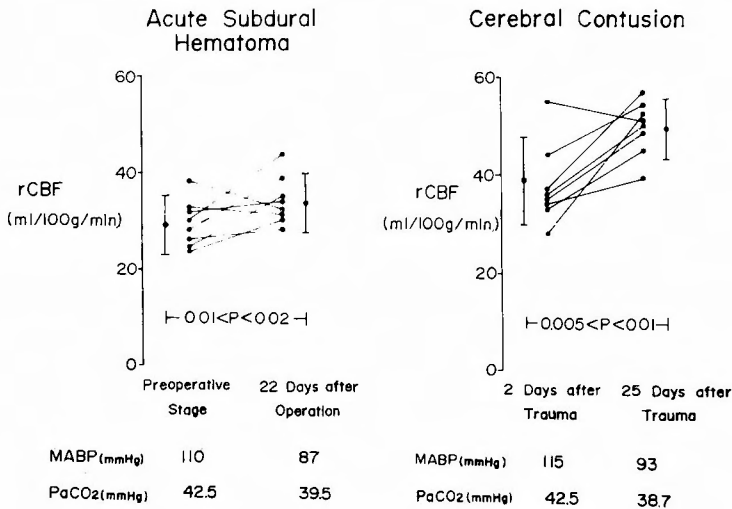 Acute Subdural
Hematoma
60
40
rCBF
(ml/100g/min)
20
0.01<P<0.02
0
Preoperative
Stage
22 Days after
Operation
MABP(mmHg) 110 87
PaCO2(mmHg) 42.5 39.5
Cerebral Contusion
60
40
rCBF
(ml/100g/min)
20
0.005<P<0.01
0
2 Days after
Trauma
25 Days after
Trauma
MABP(mmHg) 115 93
PaCO2(mmHg) 42.5 38.7